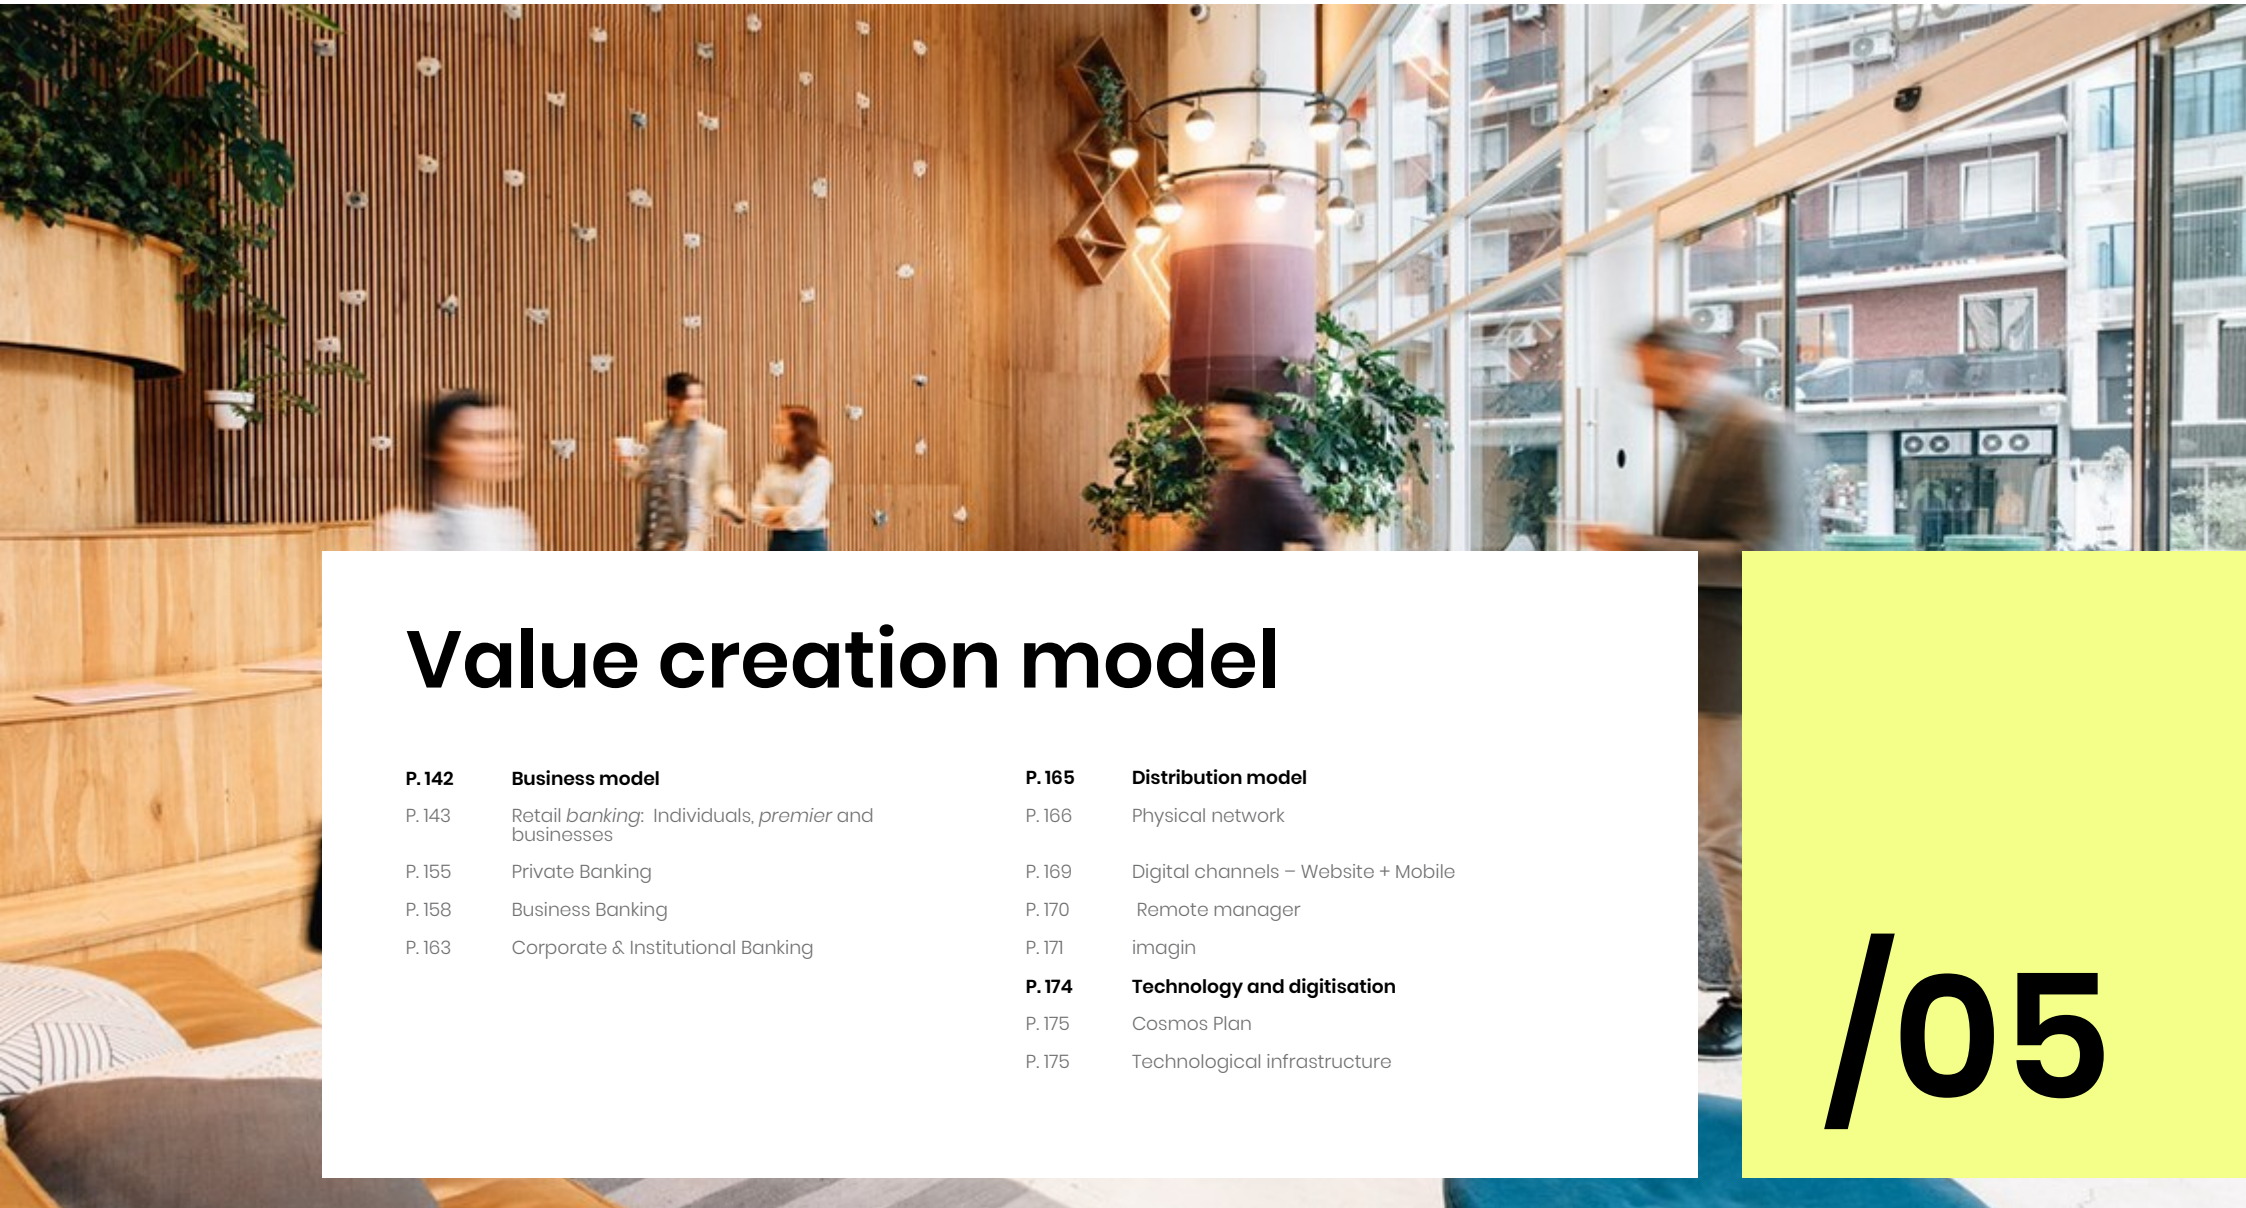 Value creation model
P. 142 Business model
P. 143 Retail banking: Individuals, premier and
businesses
P. 155 Private Banking
P. 158 Business Banking
P. 163 Corporate & Institutional Banking
P. 165 Distribution model
P. 166 Physical network
P. 169 Digital channels – Website + Mobile
P. 170 Remote manager
P. 171 imagin
P. 174 Technology and digitisation
P. 175 Cosmos Plan
P. 175 Technological infrastructure
/05